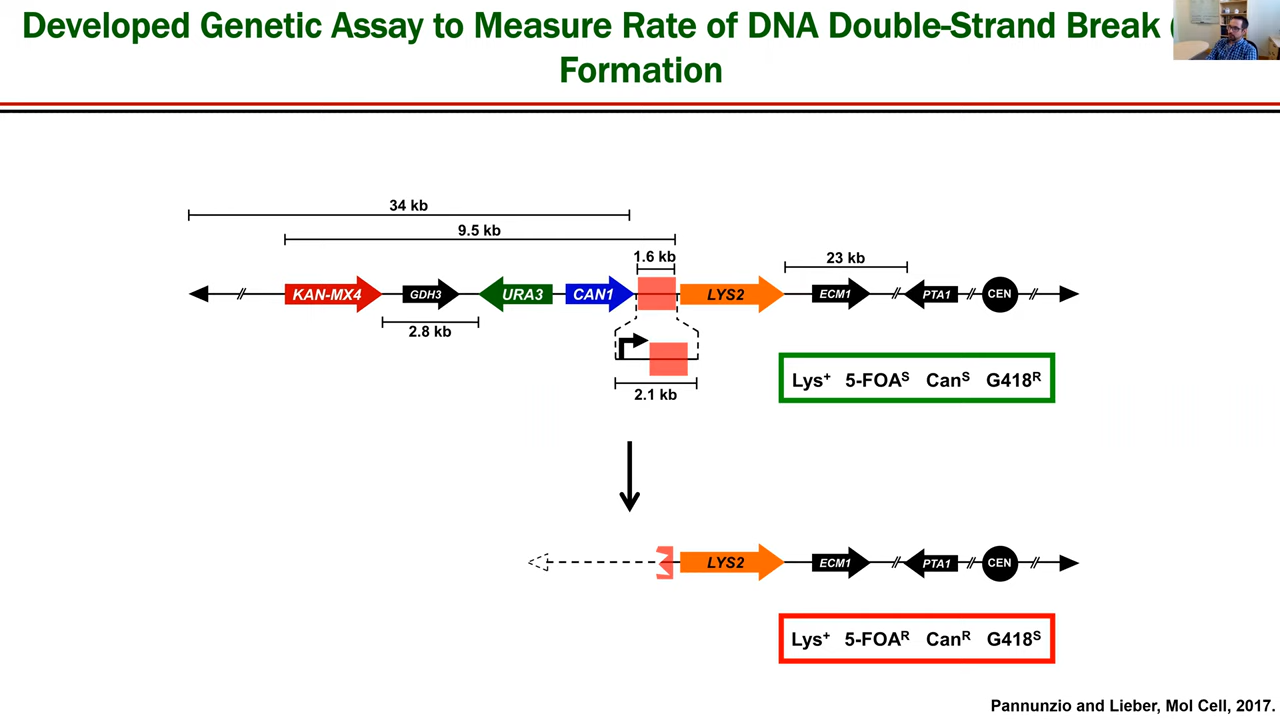 Developed Genetic Assay to Measure Rate of DNA Double-Strand Break
Formation
34 kb
9.5 kb
1.6 kb
23 kb
KAN-MX4
GDH3
URA3
CAN1
LYS2
ECM1
PTA1
CEN
2.8 kb
2.1 kb
Lys⁺ 5-FOAˢ Canˢ G418ᴿ
LYS2
ECM1
PTA1
CEN
Lys⁺ 5-FOAᴿ Canᴿ G418ˢ
Pannunzio and Lieber, Mol Cell, 2017.